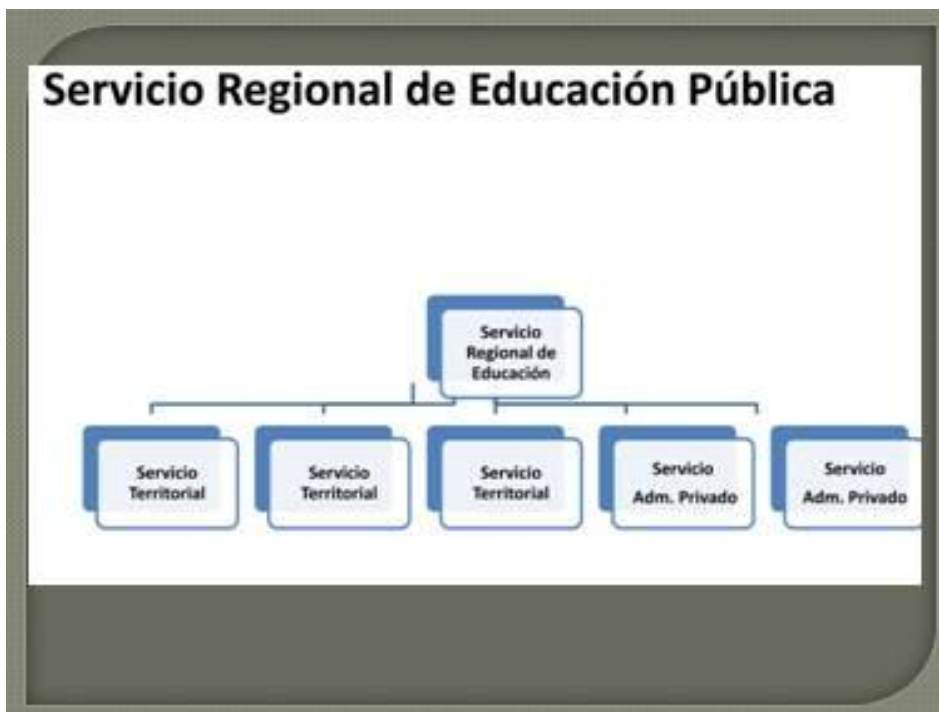 Servicio Regional de Educación Pública
Servicio
Regional de
Educación
Servicio
Territorial
Servicio
Territorial
Servicio
Territorial
Servicio
Adm. Privado
Servicio
Adm. Privado